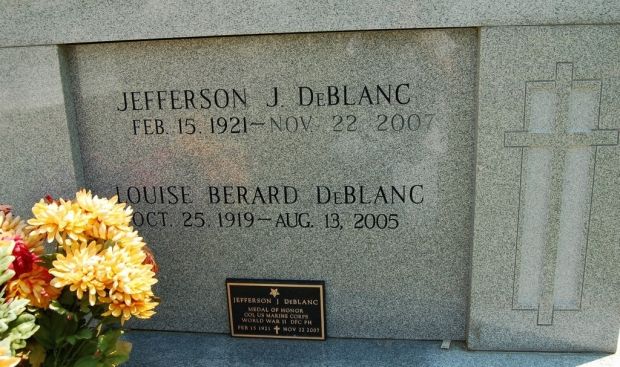 JEFFERSON J. DeBLANC
FEB. 15. 1921-NOV. 22 2007
LOUISE BERARD DeBLANC
OCT. 25. 1919-AUG. 13, 2005
JEFFERSON J DEBLANC
MEDAL OF HONOR
COL US MARINE CORPS
WORLD WAR II DFC PH
FEB 15 1921 ✝ NOV 22 2007